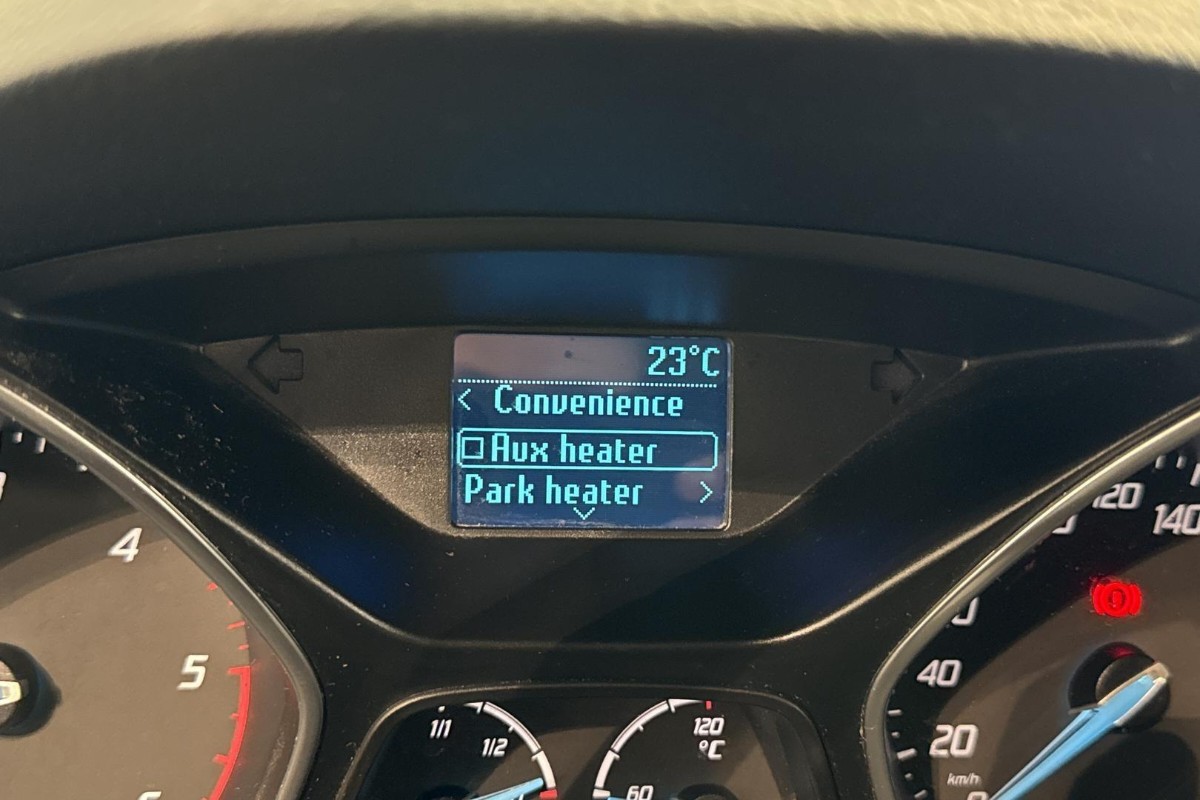 23°C
< Convenience
Aux heater
Park heater >
4
5
1/1
1/2
120
°C
60
120
140
40
20
km/h
0